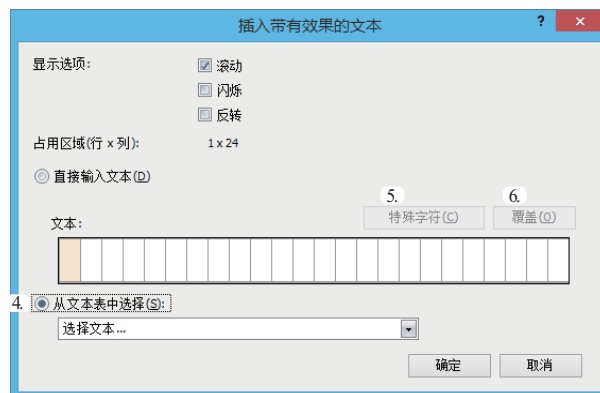 插入带有效果的文本 ? ×
显示选项: 滚动
闪烁
反转
占用区域(行 x 列): 1 x 24
直接输入文本(D)
5. 6.
文本: 特殊字符(C) 覆盖(O)
4. 从文本表中选择(S):
选择文本...
确定 取消